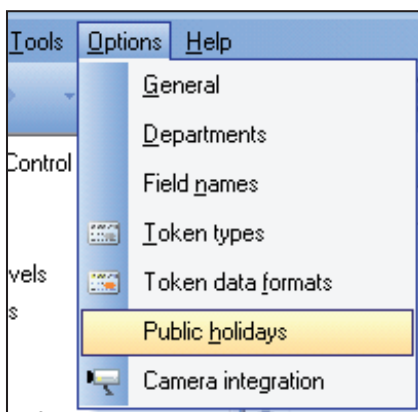 Tools Options Help
General
Departments
Control
Field names
Token types
vels
Token data formats
s
Public holidays
Camera integration